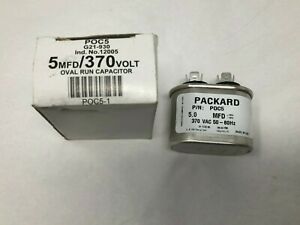 POC5
G21-930
Ind. No.12005
5MFD/370VOLT
OVAL RUN CAPACITOR
POC5-1
PACKARD
P/N: POC5
5.0 MFD
370 VAC 50-60Hz